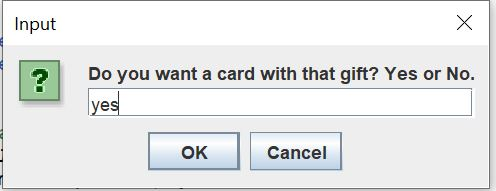 Input
Do you want a card with that gift? Yes or No.
yes
OK Cancel